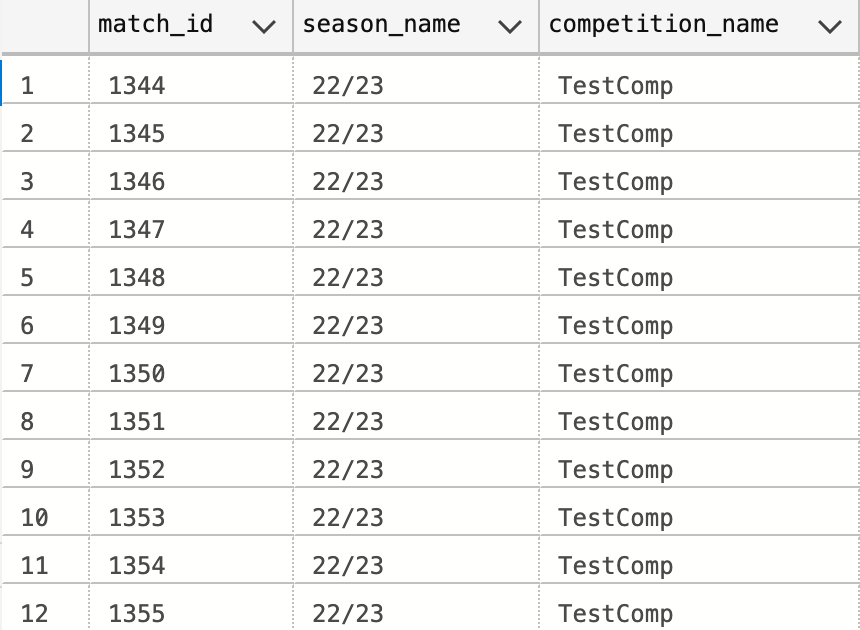 match_id season_name competition_name
1 1344 22/23 TestComp
2 1345 22/23 TestComp
3 1346 22/23 TestComp
4 1347 22/23 TestComp
5 1348 22/23 TestComp
6 1349 22/23 TestComp
7 1350 22/23 TestComp
8 1351 22/23 TestComp
9 1352 22/23 TestComp
10 1353 22/23 TestComp
11 1354 22/23 TestComp
12 1355 22/23 TestComp